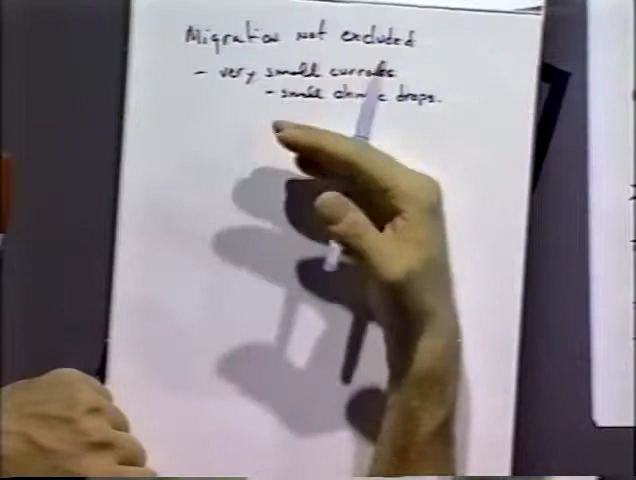 Migration not excluded
- very small currents
- small ohmic drops.